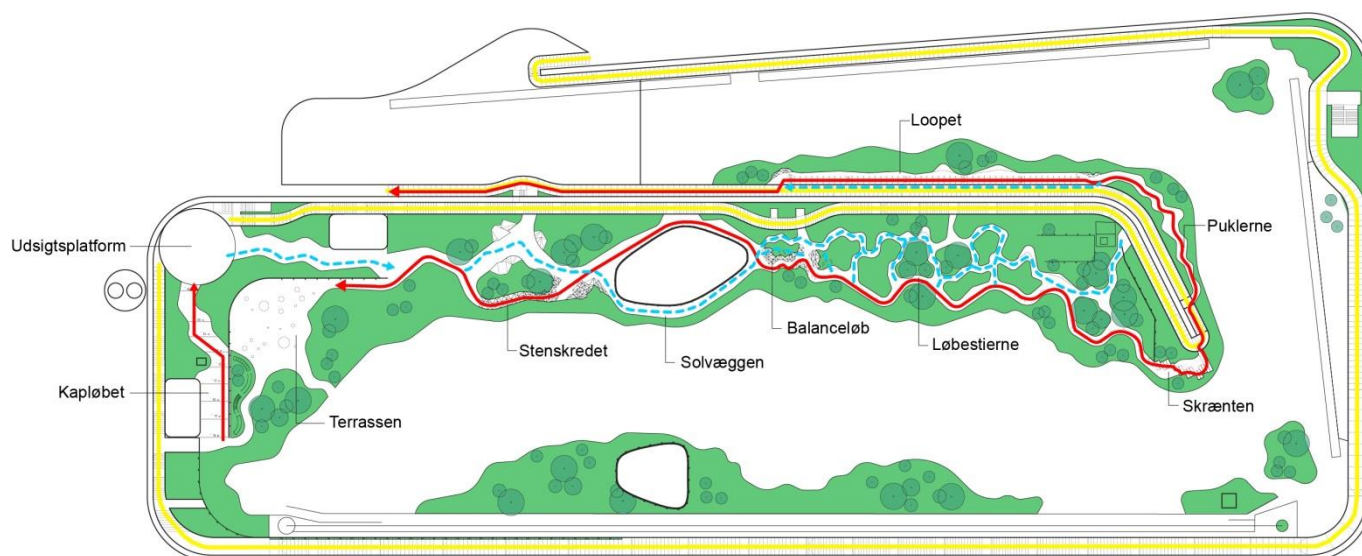 Loopet
Udsigtsplatform
Puklerne
Stenskredet
Balanceløb
Løbestierne
Solvæggen
Kapløbet
Terrassen
Skrænten